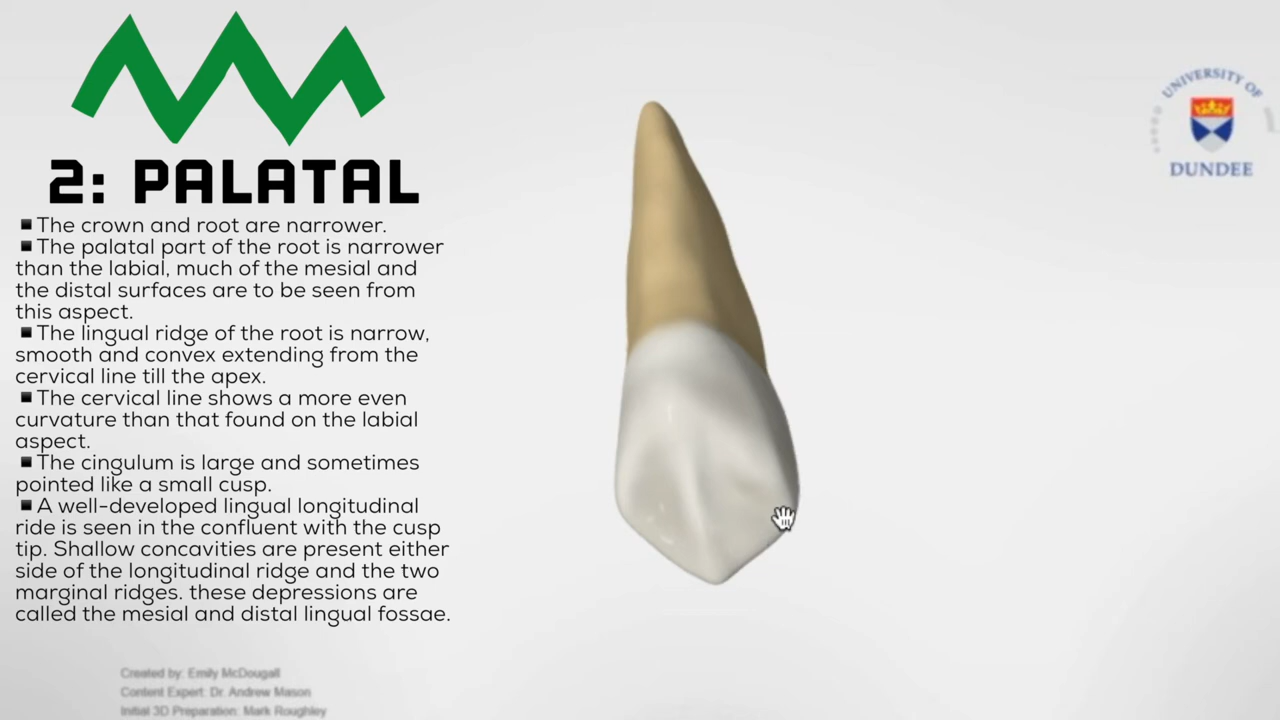 2: PALATAL
▪The crown and root are narrower.
▪The palatal part of the root is narrower
than the labial, much of the mesial and
the distal surfaces are to be seen from
this aspect.
▪The lingual ridge of the root is narrow,
smooth and convex extending from the
cervical line till the apex.
▪The cervical line shows a more even
curvature than that found on the labial
aspect.
▪The cingulum is large and sometimes
pointed like a small cusp.
▪A well-developed lingual longitudinal
ride is seen in the confluent with the cusp
tip. Shallow concavities are present either
side of the longitudinal ridge and the two
marginal ridges. these depressions are
called the mesial and distal lingual fossae.
UNIVERSITY OF
DUNDEE
Created by: Emily McDougall
Content Expert: Dr. Andrew Mason
Initial 3D Preparation: Mark Roughley